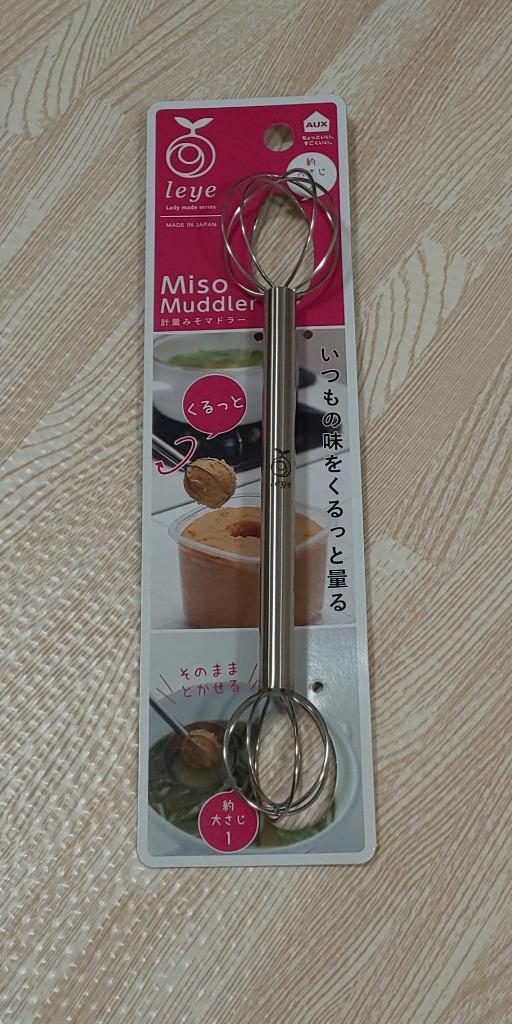 AUX
ちょっといい、
すごくいい。
leye
Lady made series
MADE IN JAPAN
約
大さじ
Miso
Muddler
計量みそマドラー
いつもの味をくるっと量る
くるっと
leye
そのまま
とかせる
約
大さじ
1